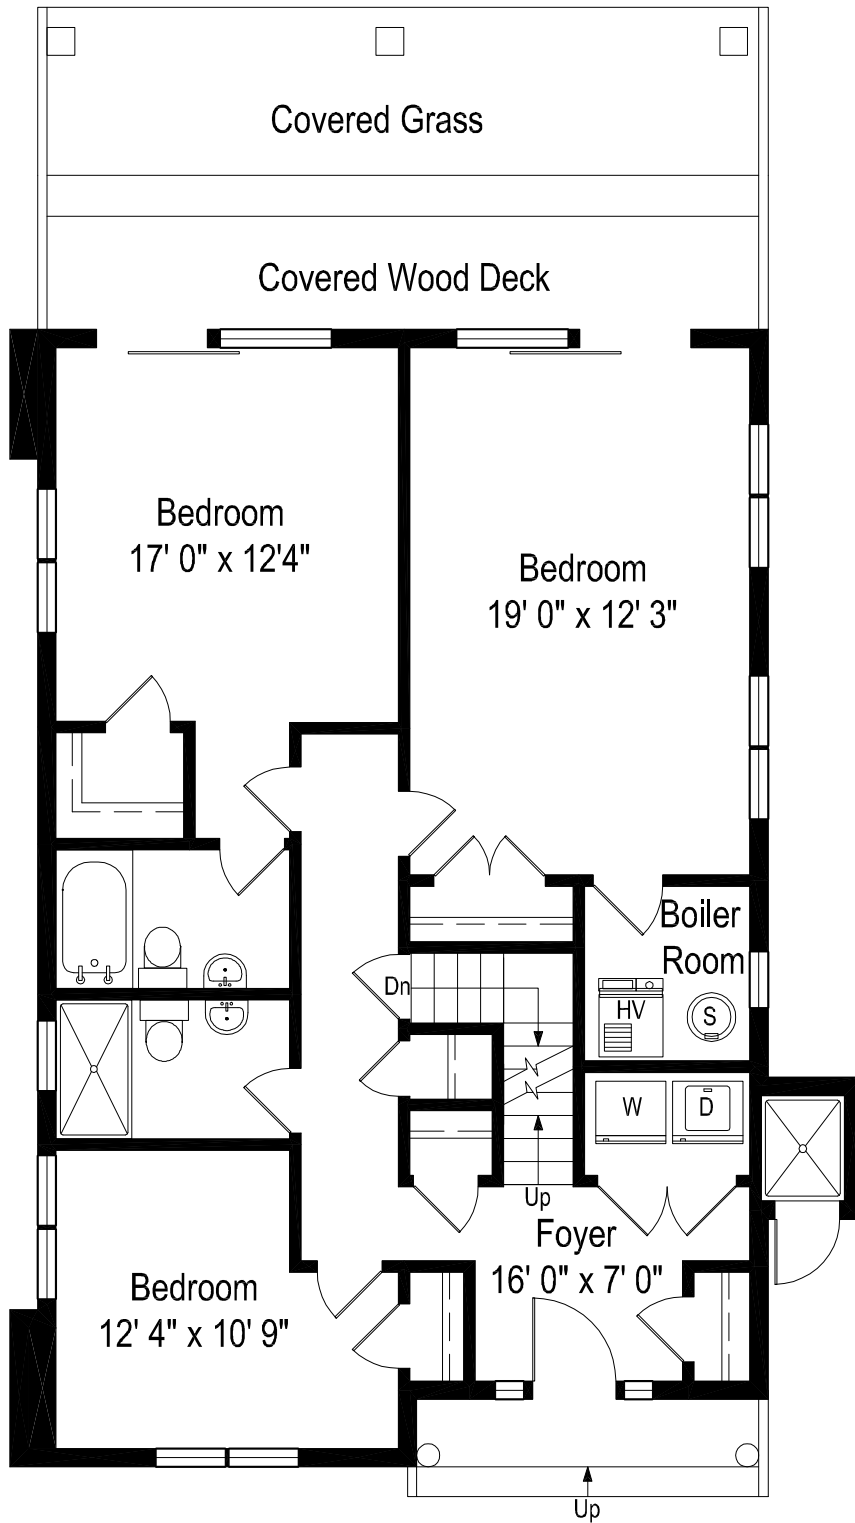 Covered Grass
Covered Wood Deck
Bedroom
17' 0" x 12'4"
Bedroom
19' 0" x 12' 3"
Boiler
Room
Dn
HV
S
W
D
Up
Foyer
16' 0" x 7' 0"
Bedroom
12' 4" x 10' 9"
Up